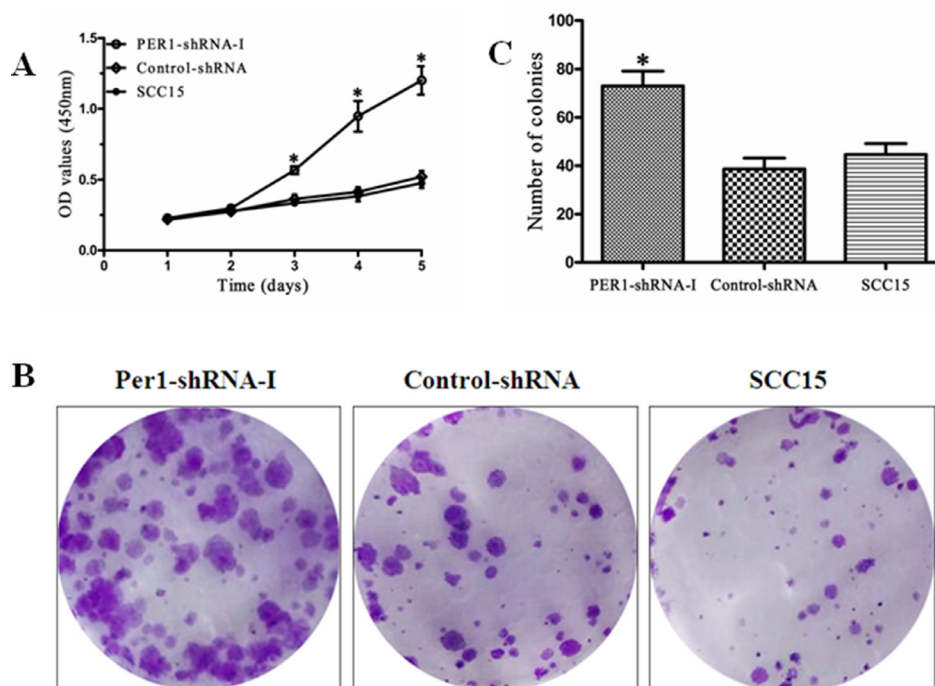 A
PER1-shRNA-I
Control-shRNA
SCC15
OD values (450nm)
1.5
1.0
0.5
0.0
* * *
0 1 2 3 4 5
Time (days)
C
Number of colonies
100
80
60
40
20
0
*
PER1-shRNA-I Control-shRNA SCC15
B
Per1-shRNA-I Control-shRNA SCC15